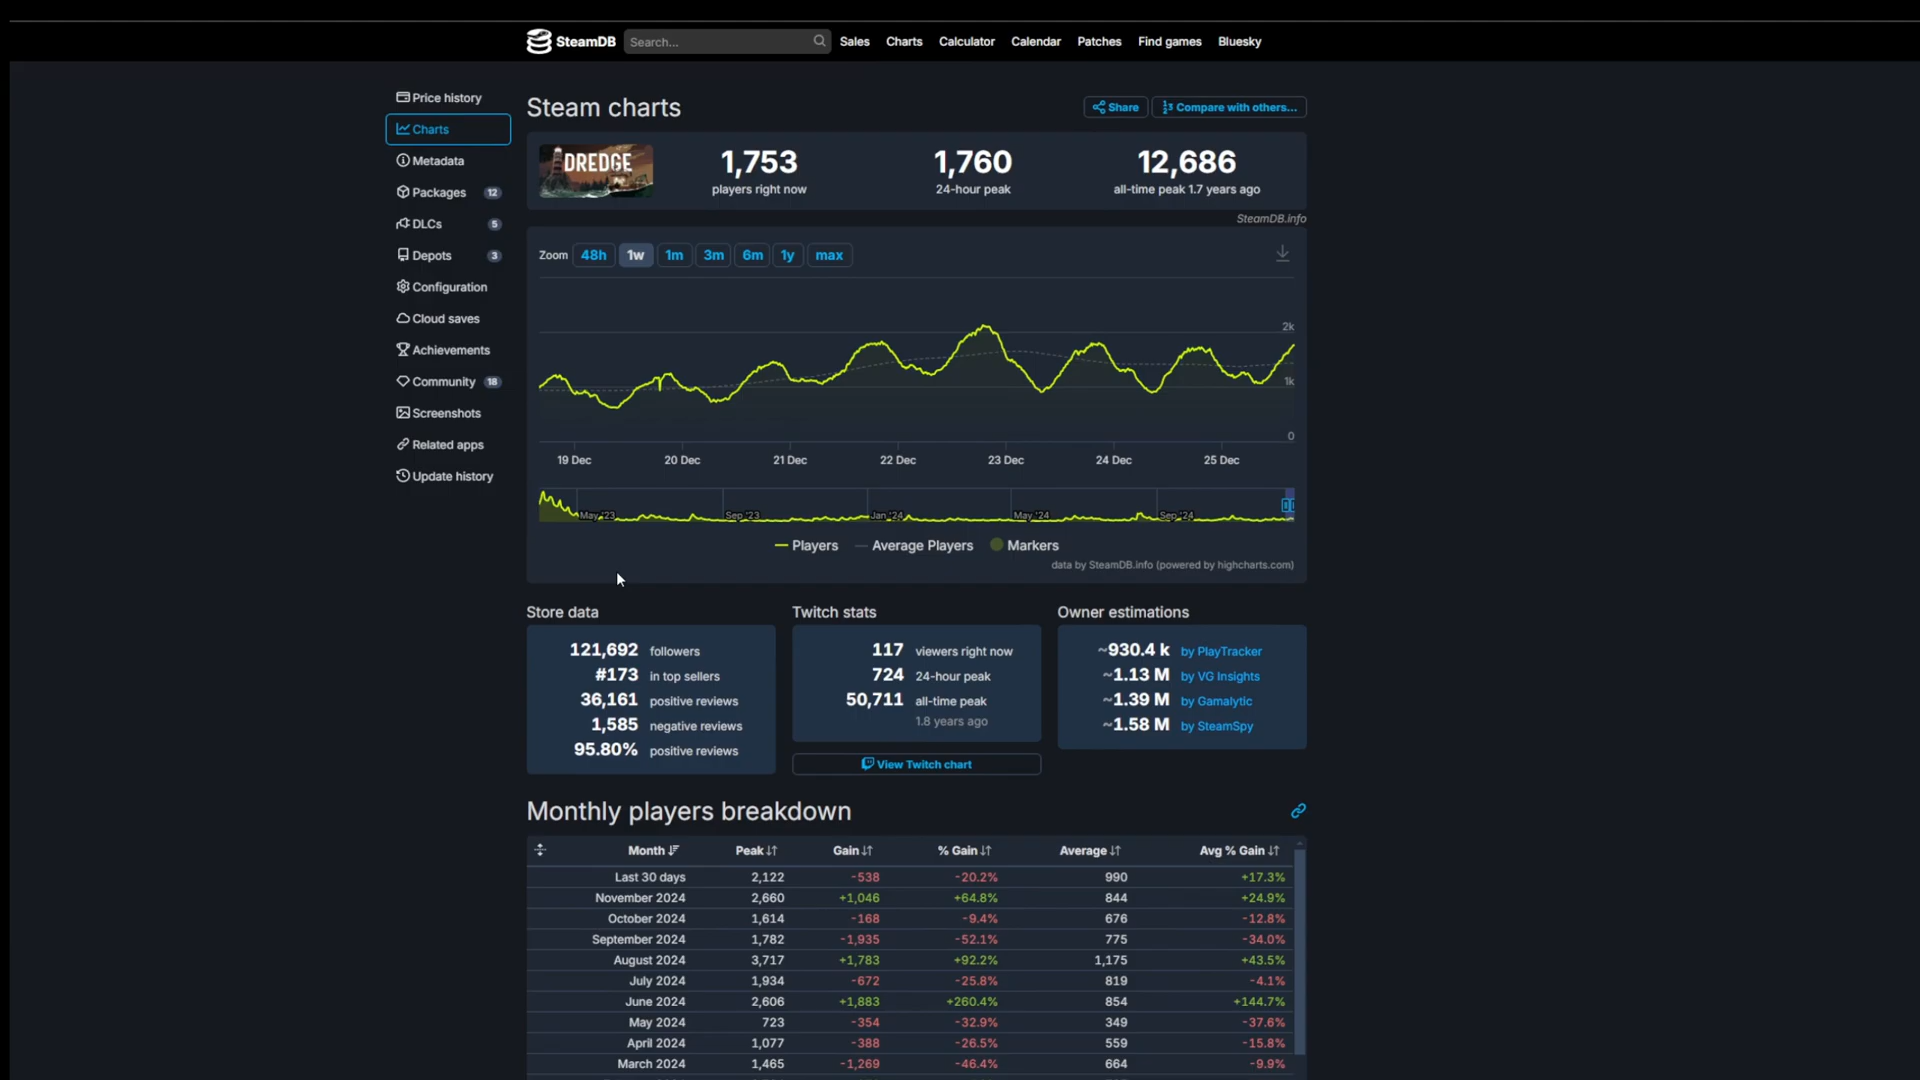 SteamDB Search... Sales Charts Calculator Calendar Patches Find games Bluesky
Price history
Charts
Metadata
Packages 12
DLCs 5
Depots 3
Configuration
Cloud saves
Achievements
Community 18
Screenshots
Related apps
Update history
Steam charts
Share Compare with others...
DREDGE
1,753 1,760 12,686
players right now 24-hour peak all-time peak 1.7 years ago
SteamDB.info
Zoom 48h 1w 1m 3m 6m 1y max
2k
1k
0
19 Dec 20 Dec 21 Dec 22 Dec 23 Dec 24 Dec 25 Dec
May '23 Sep '23 Jan '24 May '24 Sep '24
Players Average Players Markers
data by SteamDB.info (powered by highcharts.com)
Store data
121,692 followers
#173 in top sellers
36,161 positive reviews
1,585 negative reviews
95.80% positive reviews
Twitch stats
117 viewers right now
724 24-hour peak
50,711 all-time peak
1.8 years ago
View Twitch chart
Owner estimations
~930.4 k by PlayTracker
~1.13 M by VG Insights
~1.39 M by Gamalytic
~1.58 M by SteamSpy
Monthly players breakdown
Month Peak Gain % Gain Average Avg % Gain
Last 30 days 2,122 -538 -20.2% 990 +17.3%
November 2024 2,660 +1,046 +64.8% 844 +24.9%
October 2024 1,614 -168 -9.4% 676 -12.8%
September 2024 1,782 -1,935 -52.1% 775 -34.0%
August 2024 3,717 +1,783 +92.2% 1,175 +43.5%
July 2024 1,934 -672 -25.8% 819 -4.1%
June 2024 2,606 +1,883 +260.4% 854 +144.7%
May 2024 723 -354 -32.9% 349 -37.6%
April 2024 1,077 -388 -26.5% 559 -15.8%
March 2024 1,465 -1,269 -46.4% 664 -9.9%